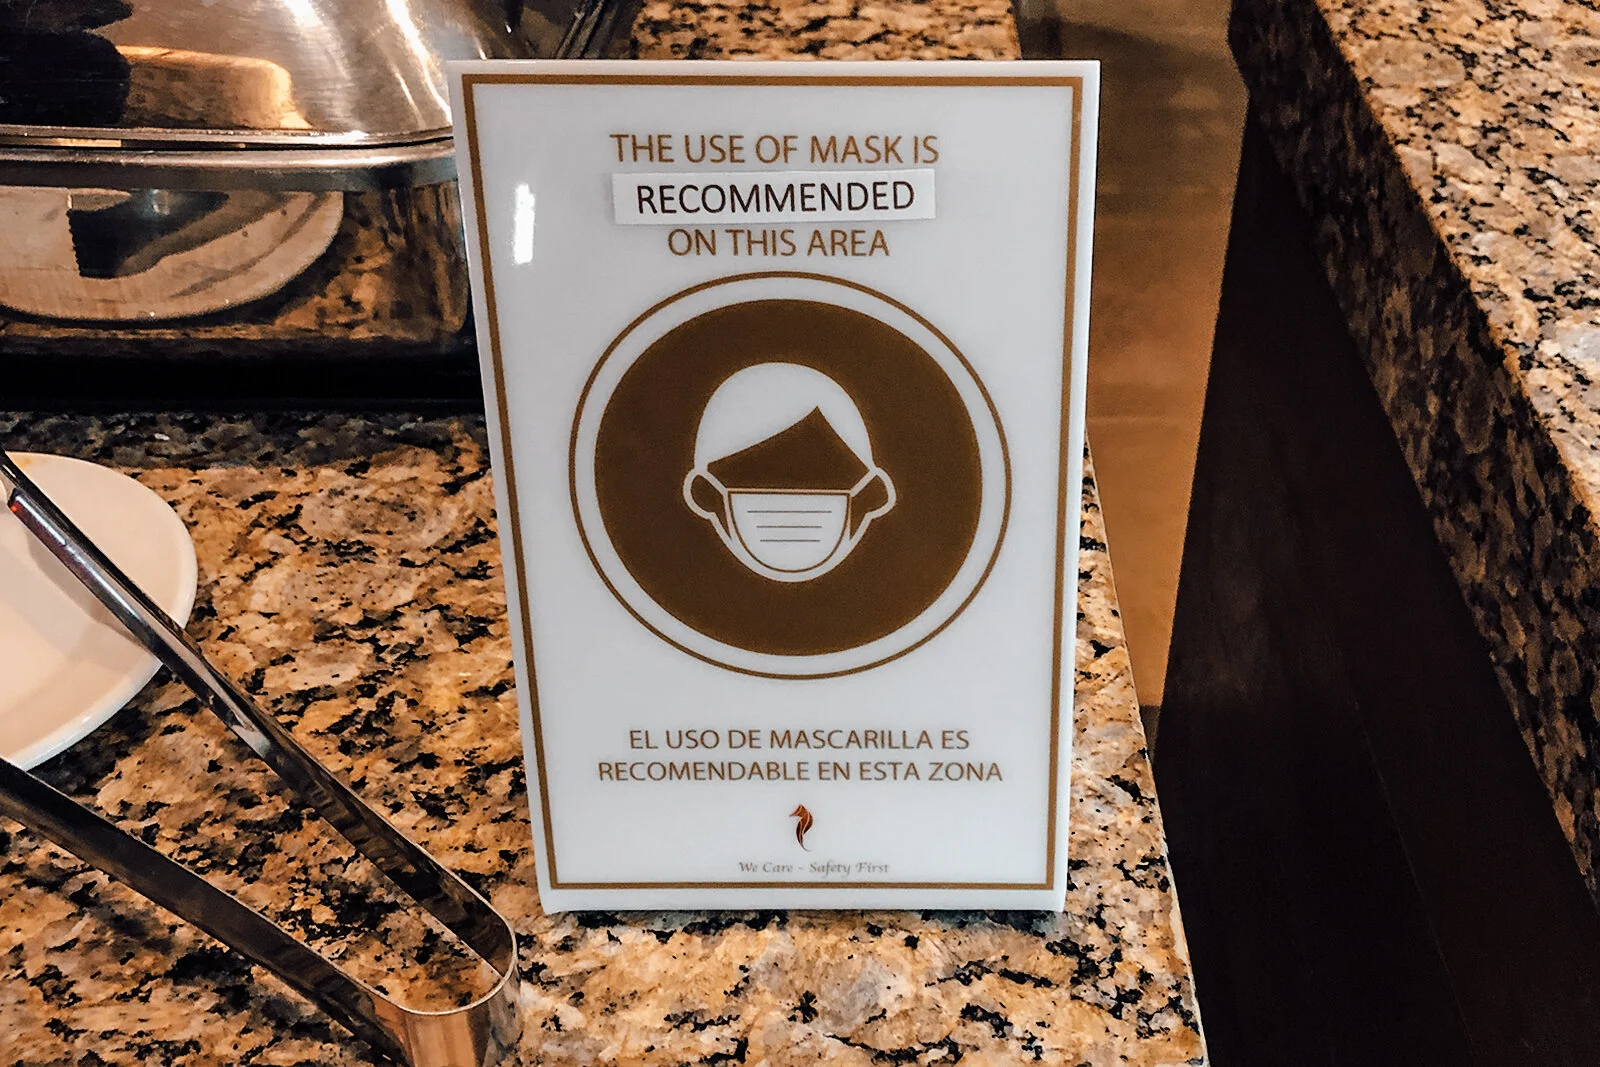 THE USE OF MASK IS
RECOMMENDED
ON THIS AREA
EL USO DE MASCARILLA ES
RECOMENDABLE EN ESTA ZONA
We Care - Safety First